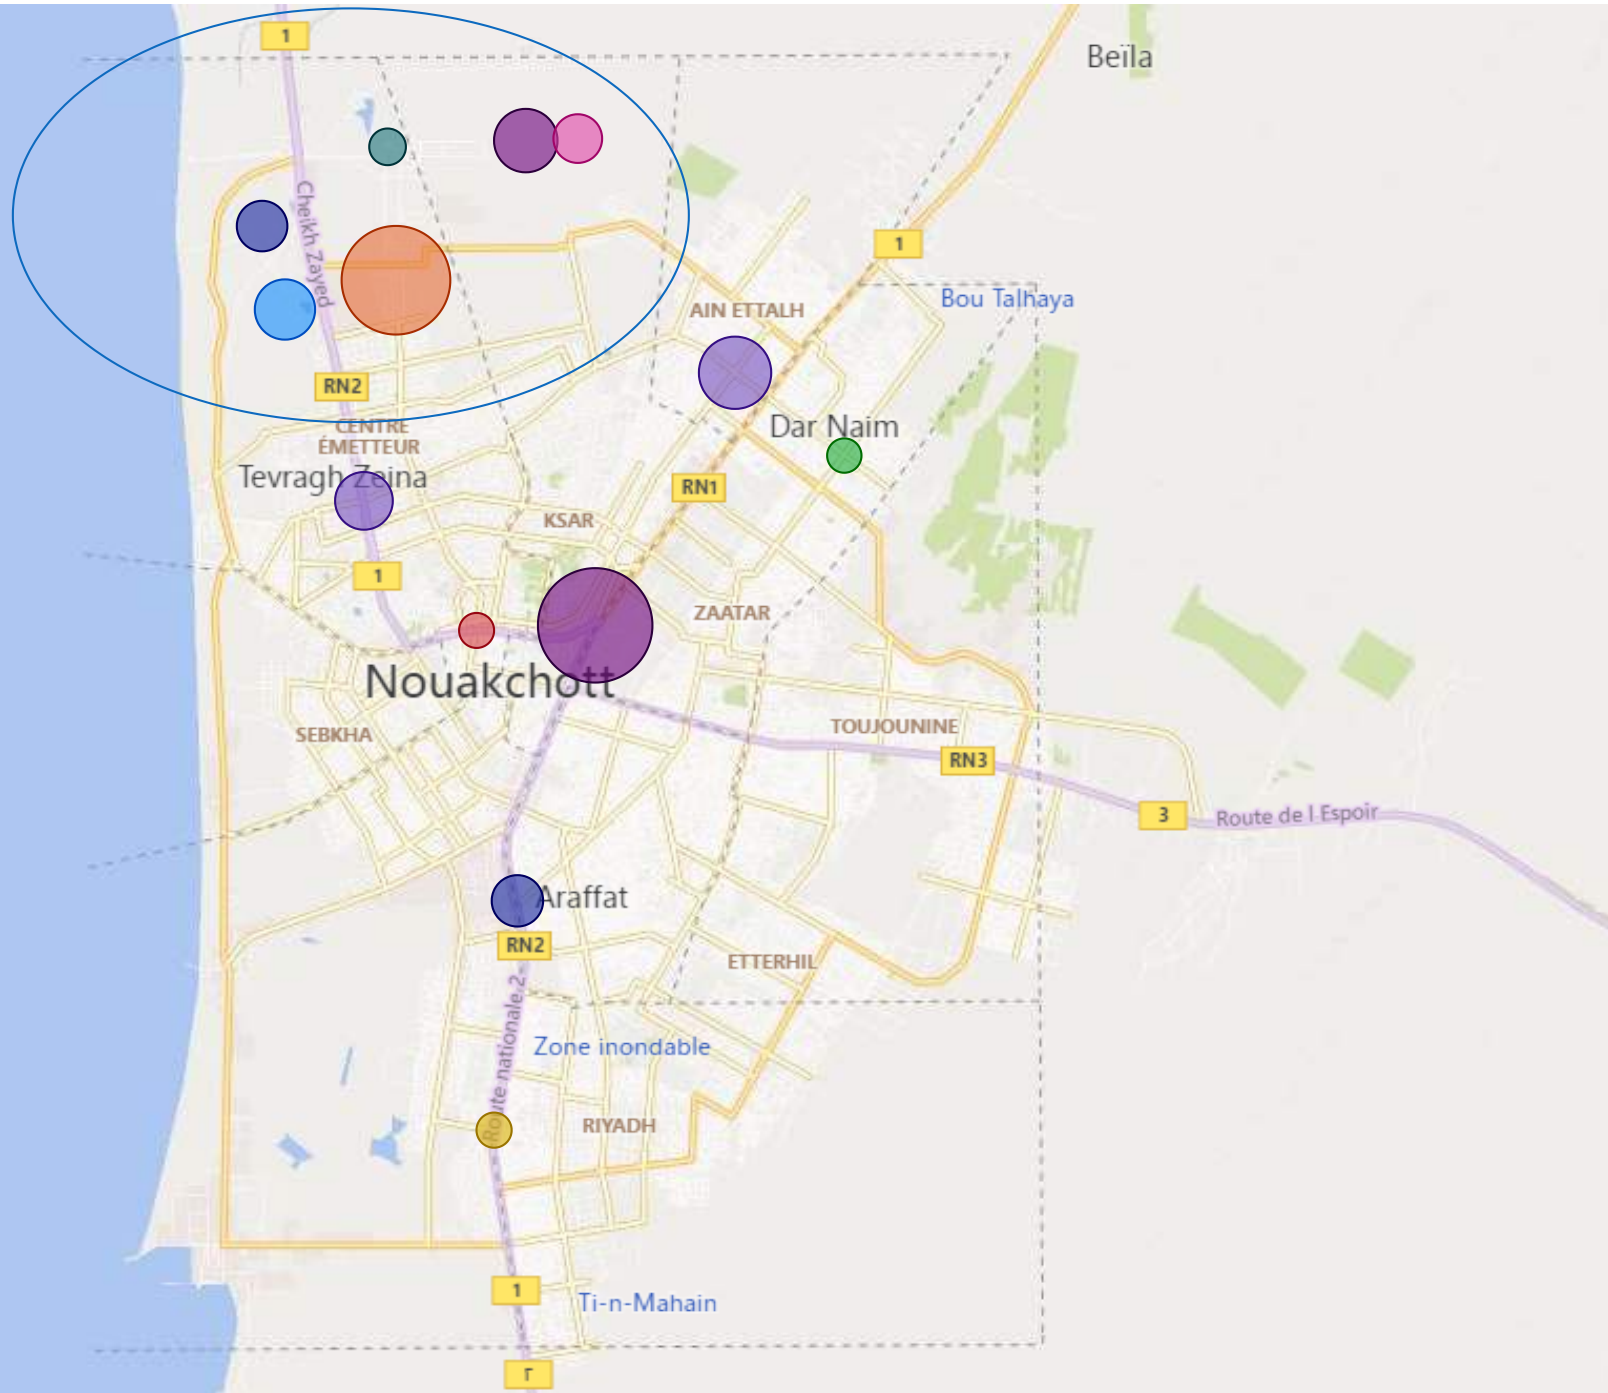 1
Beïla
Cheikh Zayed
1
Bou Talhaya
AIN ETTALH
RN2
CENTRE
ÉMETTEUR
Dar Naim
Tevragh Zeina
RN1
KSAR
1
ZAATAR
Nouakchott
SEBKHA
TOUJOUNINE
RN3
3
Route de l Espoir
Araffat
RN2
ETTERHIL
Route nationale 2
Zone inondable
RIYADH
1
Ti-n-Mahain